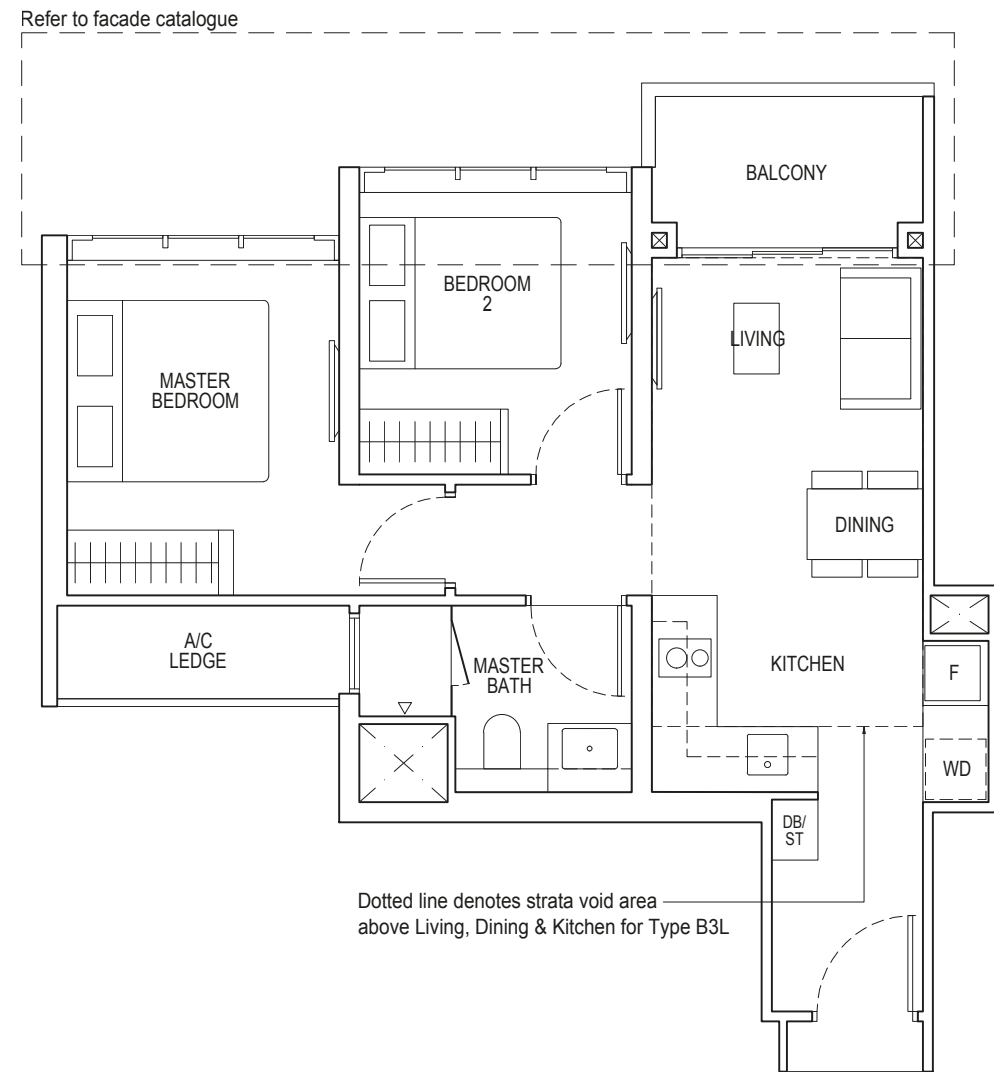 Refer to facade catalogue
BALCONY
BEDROOM
2
LIVING
MASTER
BEDROOM
DINING
A/C
LEDGE
MASTER
BATH
KITCHEN
F
WD
DB/
ST
Dotted line denotes strata void area
above Living, Dining & Kitchen for Type B3L